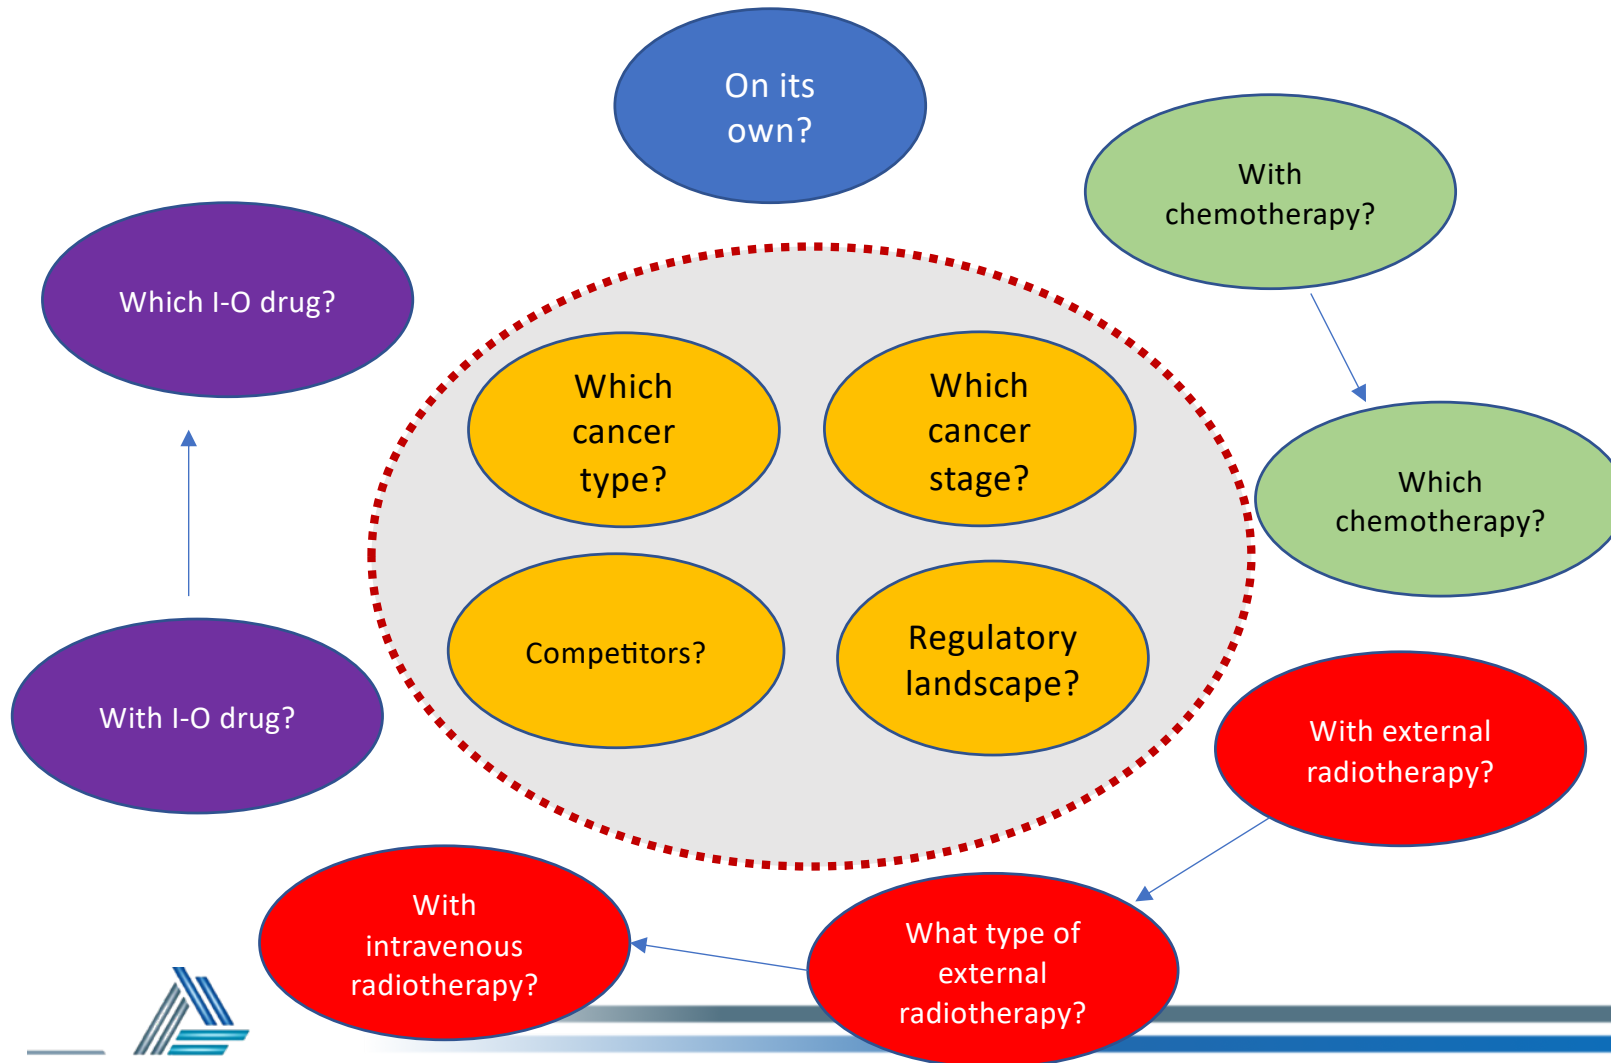 On its
own?
With
chemotherapy?
Which I-O drug?
Which
cancer
type?
Which
cancer
stage?
Which
chemotherapy?
Competitors?
Regulatory
landscape?
With I-O drug?
With external
radiotherapy?
With
intravenous
radiotherapy?
What type of
external
radiotherapy?